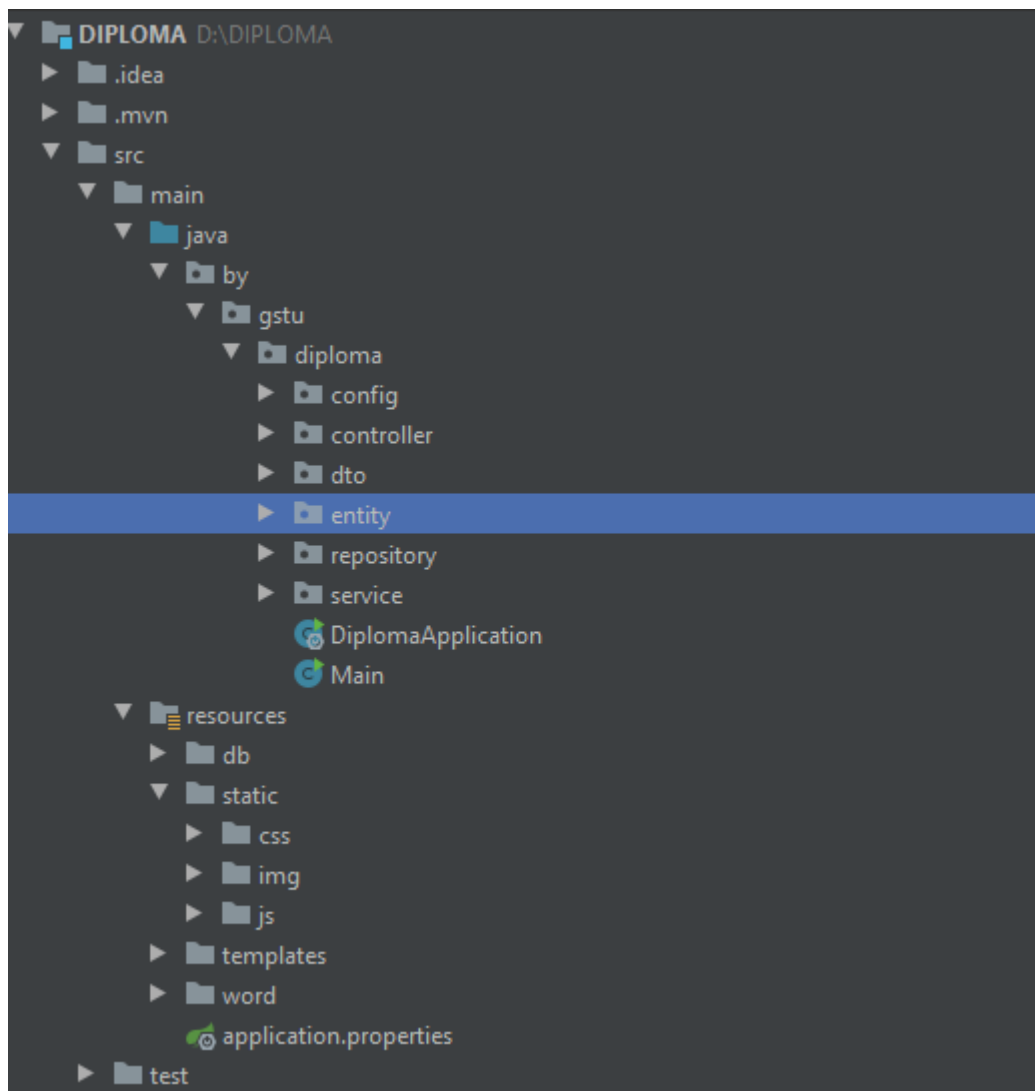 DIPLOMA D:\DIPLOMA
.idea
.mvn
src
main
java
by
gstu
diploma
config
controller
dto
entity
repository
service
DiplomaApplication
Main
resources
db
static
css
img
js
templates
word
application.properties
test